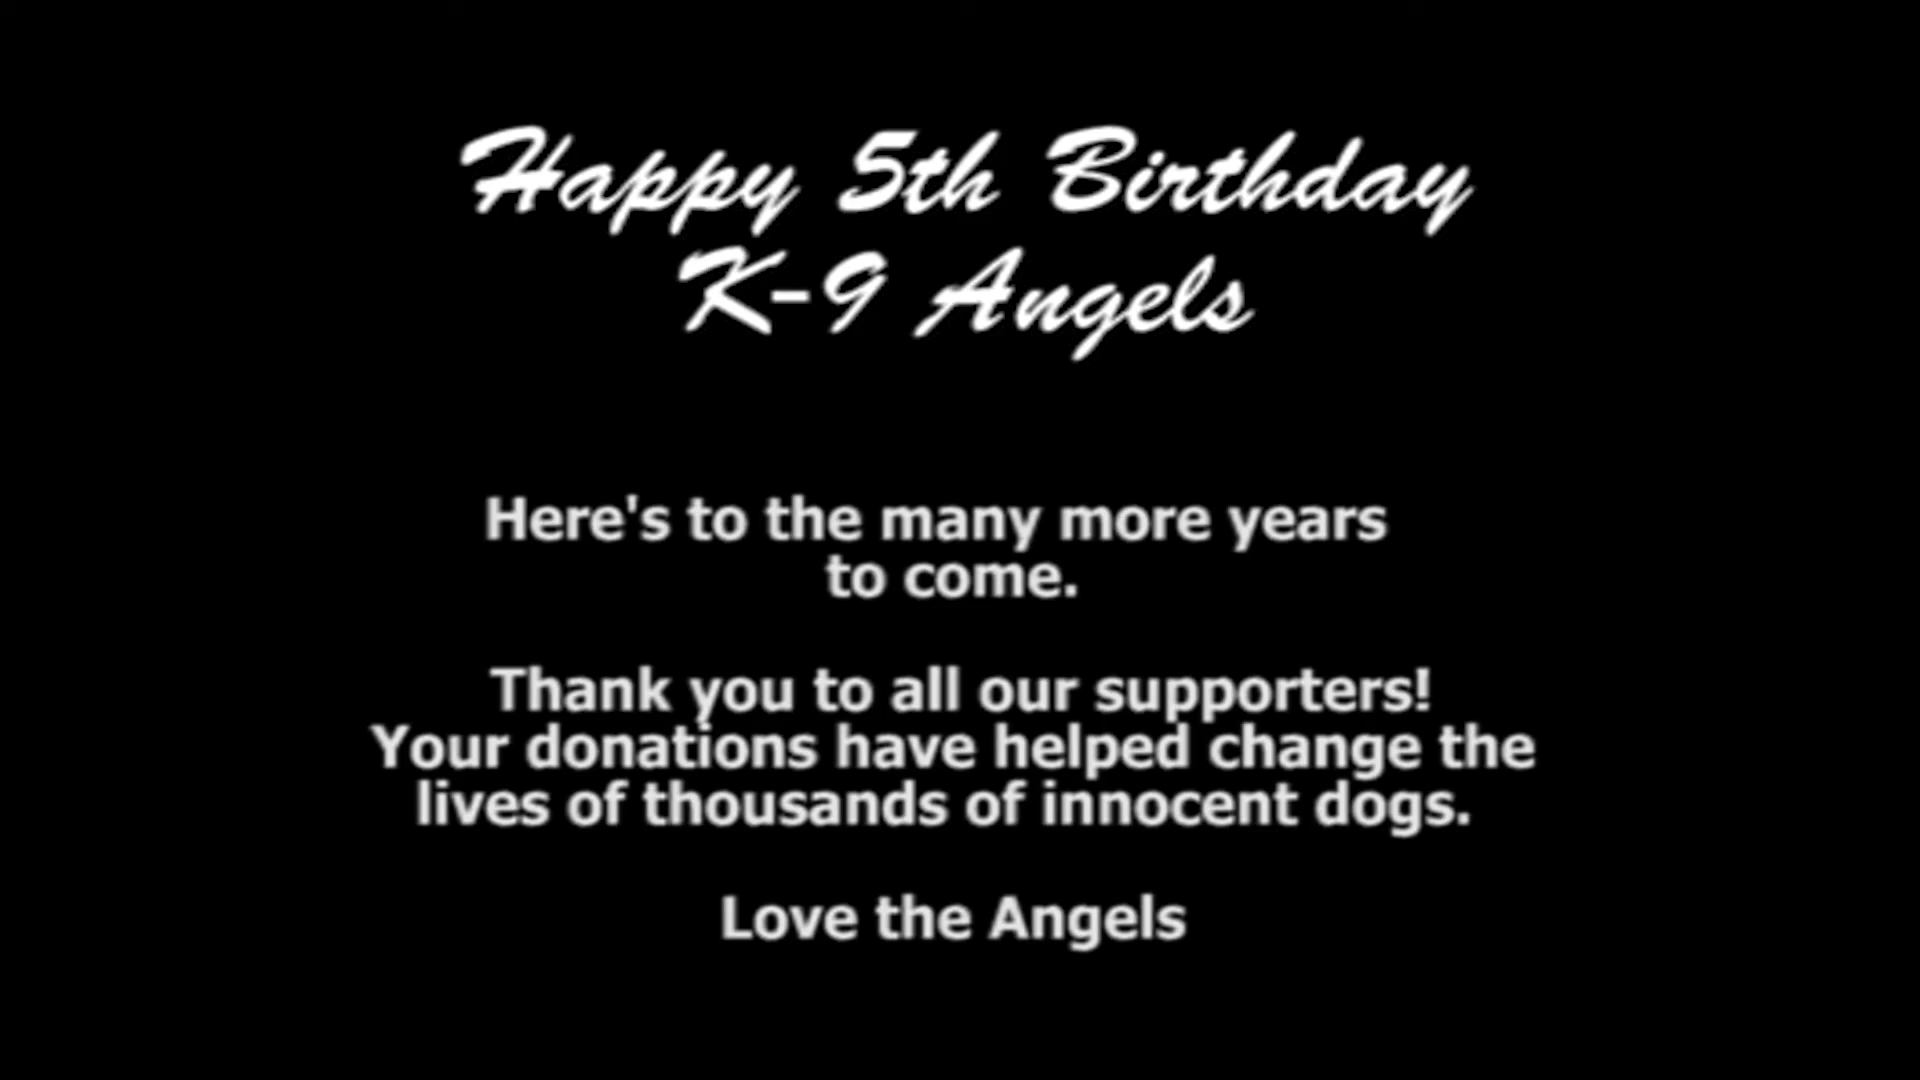 Happy 5th Birthday
K-9 Angels
Here's to the many more years
to come.
Thank you to all our supporters!
Your donations have helped change the
lives of thousands of innocent dogs.
Love the Angels